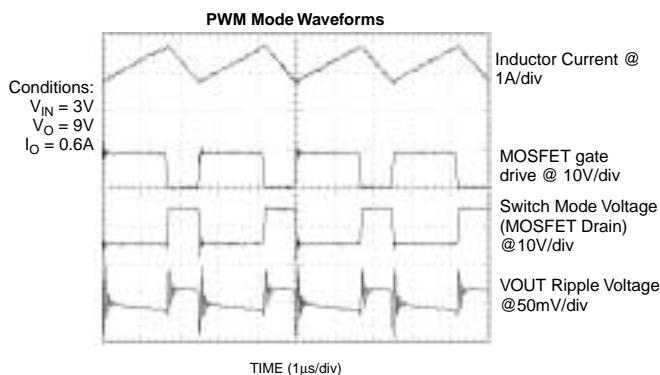 PWM Mode Waveforms
Conditions:
VIN = 3V
VO = 9V
IO = 0.6A
Inductor Current @
1A/div
MOSFET gate
drive @ 10V/div
Switch Mode Voltage
(MOSFET Drain)
@10V/div
VOUT Ripple Voltage
@50mV/div
TIME (1µs/div)